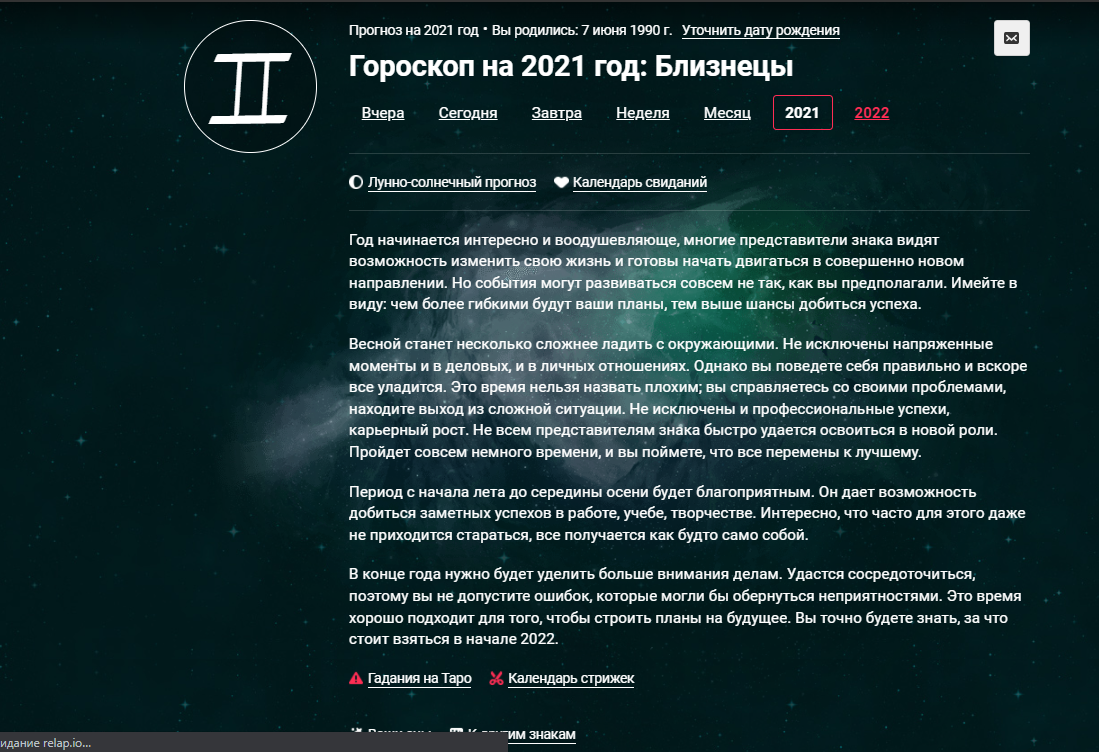 Прогноз на 2021 год • Вы родились: 7 июня 1990 г. Уточнить дату рождения
Гороскоп на 2021 год: Близнецы
Вчера Сегодня Завтра Неделя Месяц 2021 2022
Лунно-солнечный прогноз Календарь свиданий
Год начинается интересно и воодушевляюще, многие представители знака видят
возможность изменить свою жизнь и готовы начать двигаться в совершенно новом
направлении. Но события могут развиваться совсем не так, как вы предполагали. Имейте в
виду: чем более гибкими будут ваши планы, тем выше шансы добиться успеха.
Весной станет несколько сложнее ладить с окружающими. Не исключены напряженные
моменты и в деловых, и в личных отношениях. Однако вы поведете себя правильно и вскоре
все уладится. Это время нельзя назвать плохим; вы справляетесь со своими проблемами,
находите выход из сложной ситуации. Не исключены и профессиональные успехи,
карьерный рост. Не всем представителям знака быстро удается освоиться в новой роли.
Пройдет совсем немного времени, и вы поймете, что все перемены к лучшему.
Период с начала лета до середины осени будет благоприятным. Он дает возможность
добиться заметных успехов в работе, учебе, творчестве. Интересно, что часто для этого даже
не приходится стараться, все получается как будто само собой.
В конце года нужно будет уделить больше внимания делам. Удастся сосредоточиться,
поэтому вы не допустите ошибок, которые могли бы обернуться неприятностями. Это время
хорошо подходит для того, чтобы строить планы на будущее. Вы точно будете знать, за что
стоит взяться в начале 2022.
Гадания на Таро Календарь стрижек
знакам
идание relap.io...